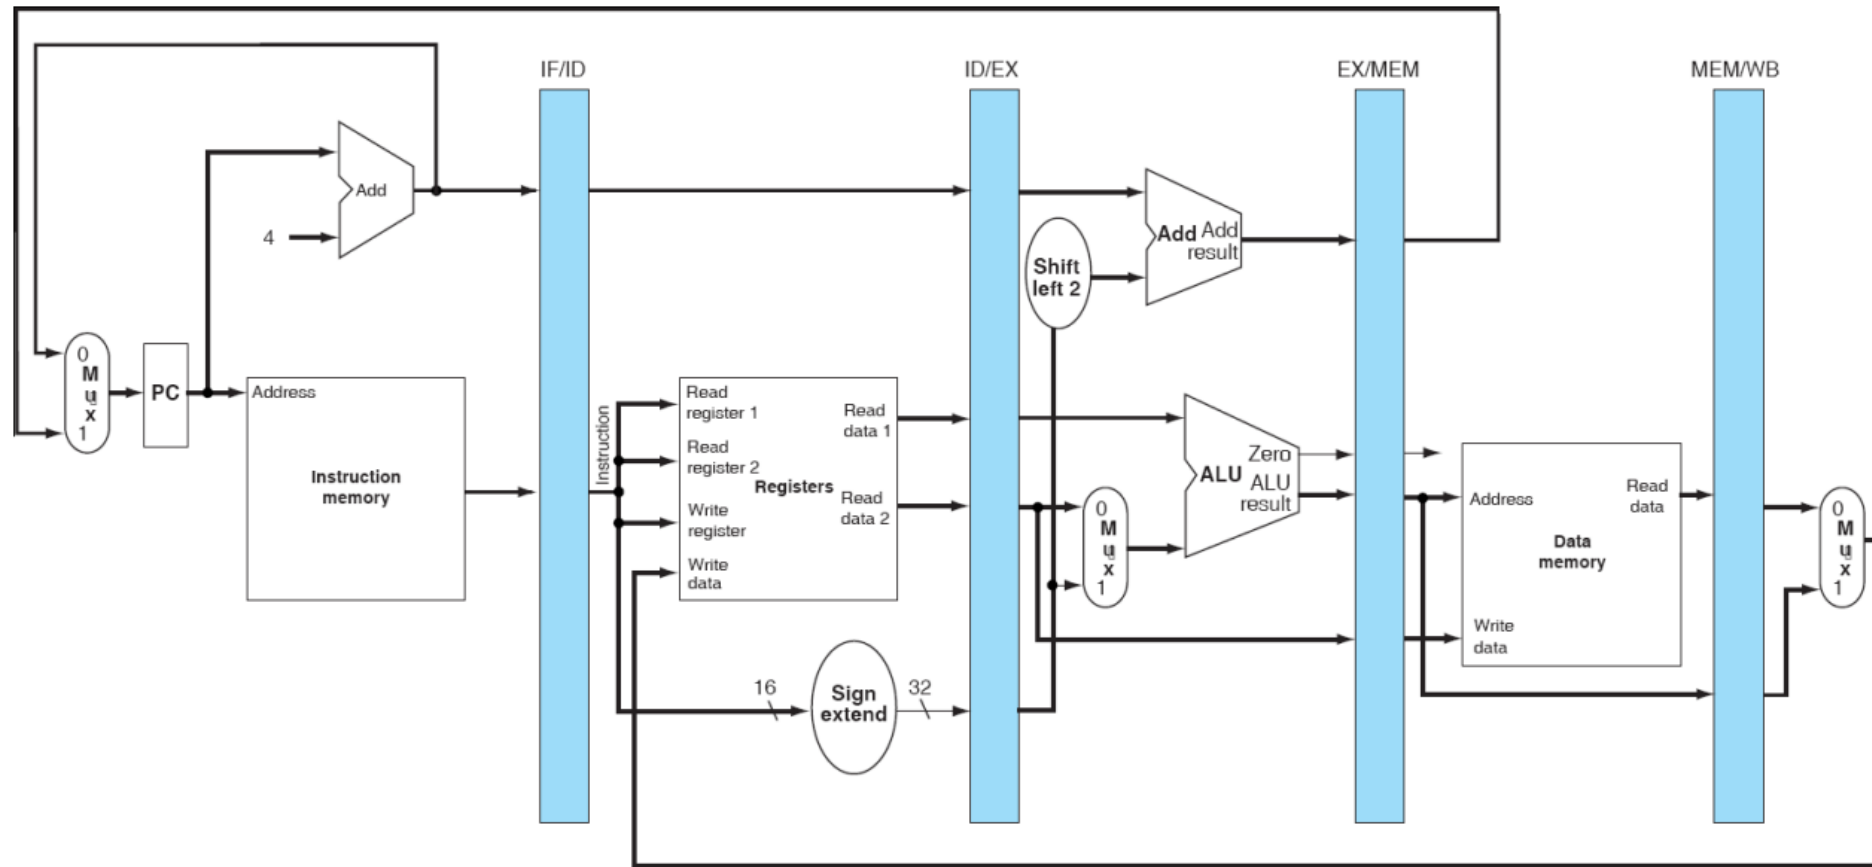 IF/ID
ID/EX
EX/MEM
MEM/WB
Add
4
Add Add
result
Shift
left 2
0
M
u
x
1
PC
Address
Instruction
memory
Instruction
Read
register 1
Read
register 2
Write
register
Write
data
Registers
Read
data 1
Read
data 2
16
Sign
extend
32
0
M
u
x
1
Zero
ALU
ALU
result
Address
Read
data
Data
memory
Write
data
0
M
u
x
1